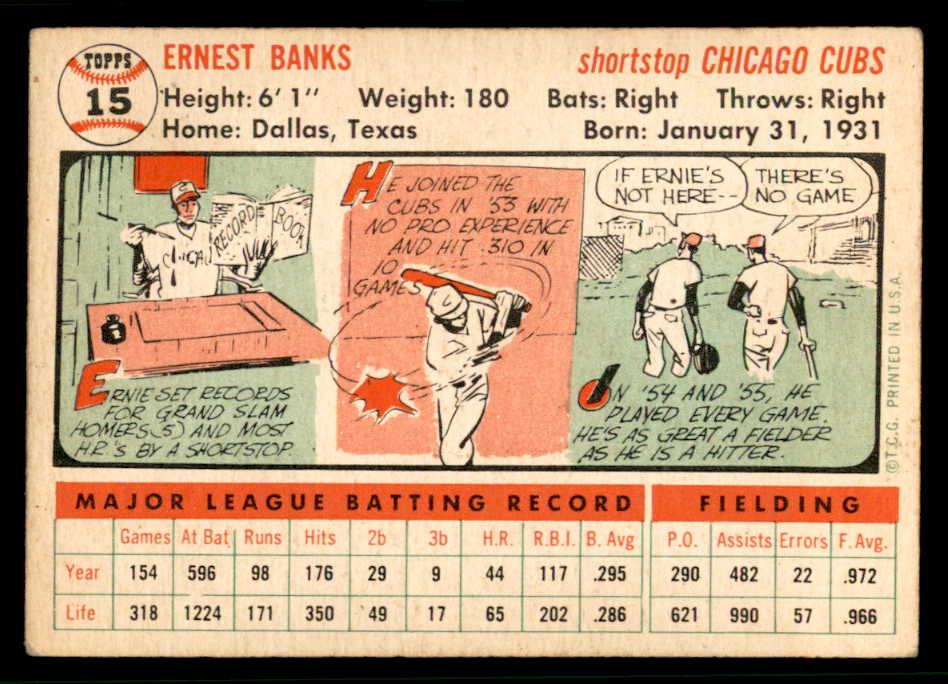 TOPPS
15
ERNEST BANKS
shortstop CHICAGO CUBS
Height: 6' 1" Weight: 180 Bats: Right Throws: Right
Home: Dallas, Texas Born: January 31, 1931
CHICA
RECORD BOOK
ERNIE SET RECORDS
FOR GRAND SLAM
HOMERS (5) AND MOST
H.R.'S BY A SHORTSTOP.
HE JOINED THE
CUBS IN '53 WITH
NO PRO EXPERIENCE
AND HIT .310 IN
10
GAMES
IF ERNIE'S
NOT HERE--
THERE'S
NO GAME
ON '54 AND '55, HE
PLAYED EVERY GAME.
HE'S AS GREAT A FIELDER
AS HE IS A HITTER.
©T.C.G. PRINTED IN U.S.A.
MAJOR LEAGUE BATTING RECORD FIELDING
Games At Bat Runs Hits 2b 3b H.R. R.B.I. B. Avg P.O. Assists Errors F. Avg.
Year 154 596 98 176 29 9 44 117 .295 290 482 22 .972
Life 318 1224 171 350 49 17 65 202 .286 621 990 57 .966